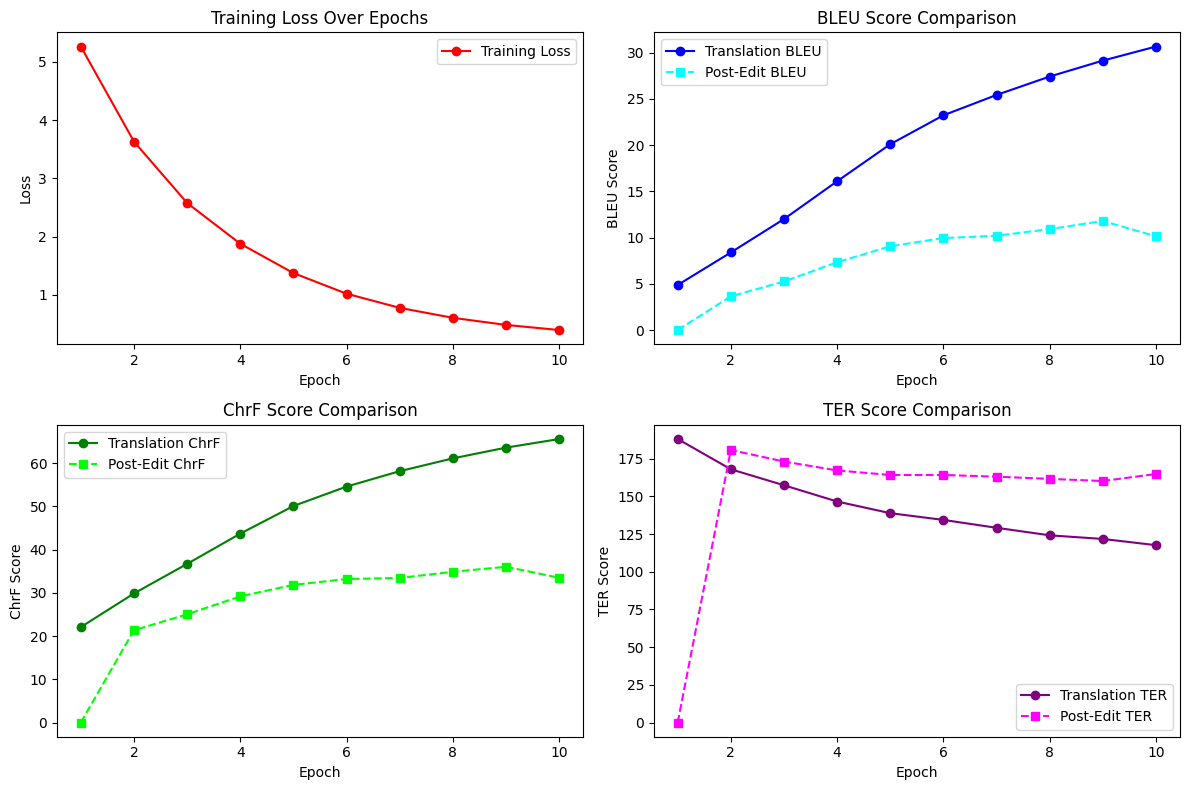 Training Loss Over Epochs
Training Loss
5
4
3
2
1
Loss
2 4 6 8 10
Epoch
BLEU Score Comparison
Translation BLEU
Post-Edit BLEU
30
25
20
15
10
5
0
BLEU Score
2 4 6 8 10
Epoch
ChrF Score Comparison
Translation ChrF
Post-Edit ChrF
60
50
40
30
20
10
0
ChrF Score
2 4 6 8 10
Epoch
TER Score Comparison
175
150
125
100
75
50
25
0
TER Score
Translation TER
Post-Edit TER
2 4 6 8 10
Epoch